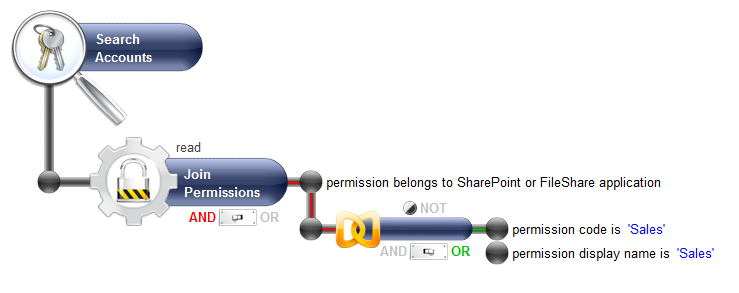 Search
Accounts
read
Join
Permissions
permission belongs to SharePoint or FileShare application
AND OR
NOT
permission code is 'Sales'
AND OR
permission display name is 'Sales'